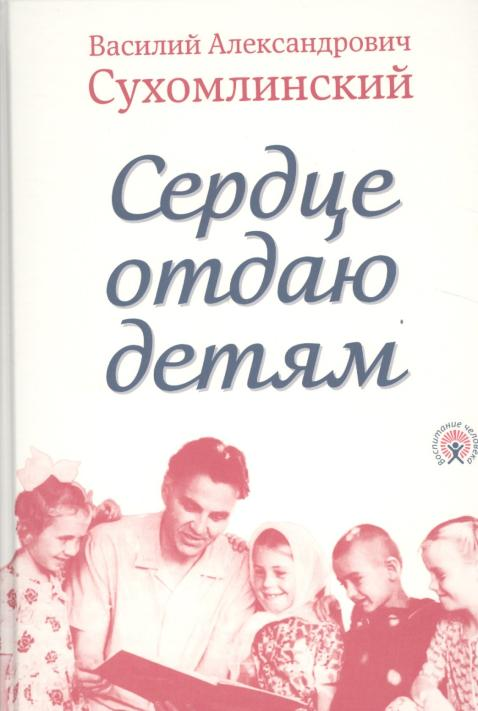 Василий Александрович
Сухомлинский
Сердце
отдаю
детям
воспитание человека